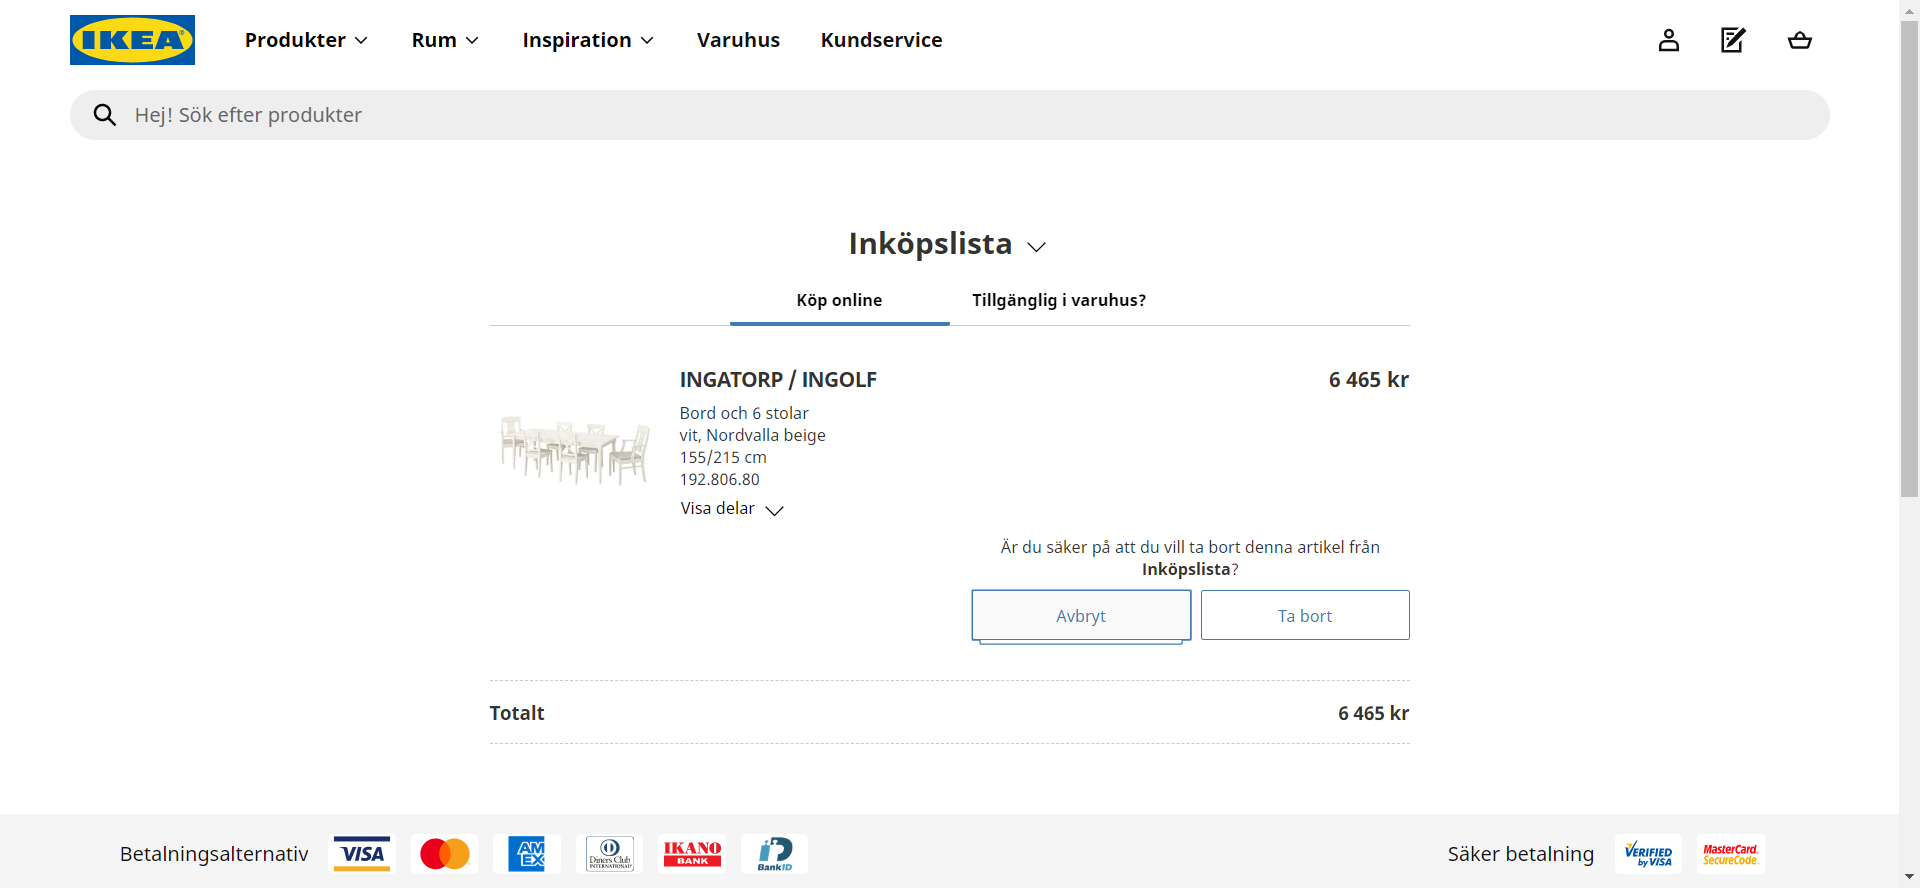 IKEA
Produkter
Rum
Inspiration
Varuhus
Kundservice
Hej! Sök efter produkter
Inköpslista
Köp online
Tillgänglig i varuhus?
INGATORP / INGOLF
6 465 kr
Bord och 6 stolar
vit, Nordvalla beige
155/215 cm
192.806.80
Visa delar
Är du säker på att du vill ta bort denna artikel från
Inköpslista?
Avbryt
Ta bort
Totalt
6 465 kr
Betalningsalternativ
VISA
AM
EX
Diners Club
INTERNATIONAL
IKANO
BANK
BankID
Säker betalning
VERIFIED
by VISA
MasterCard.
SecureCode.